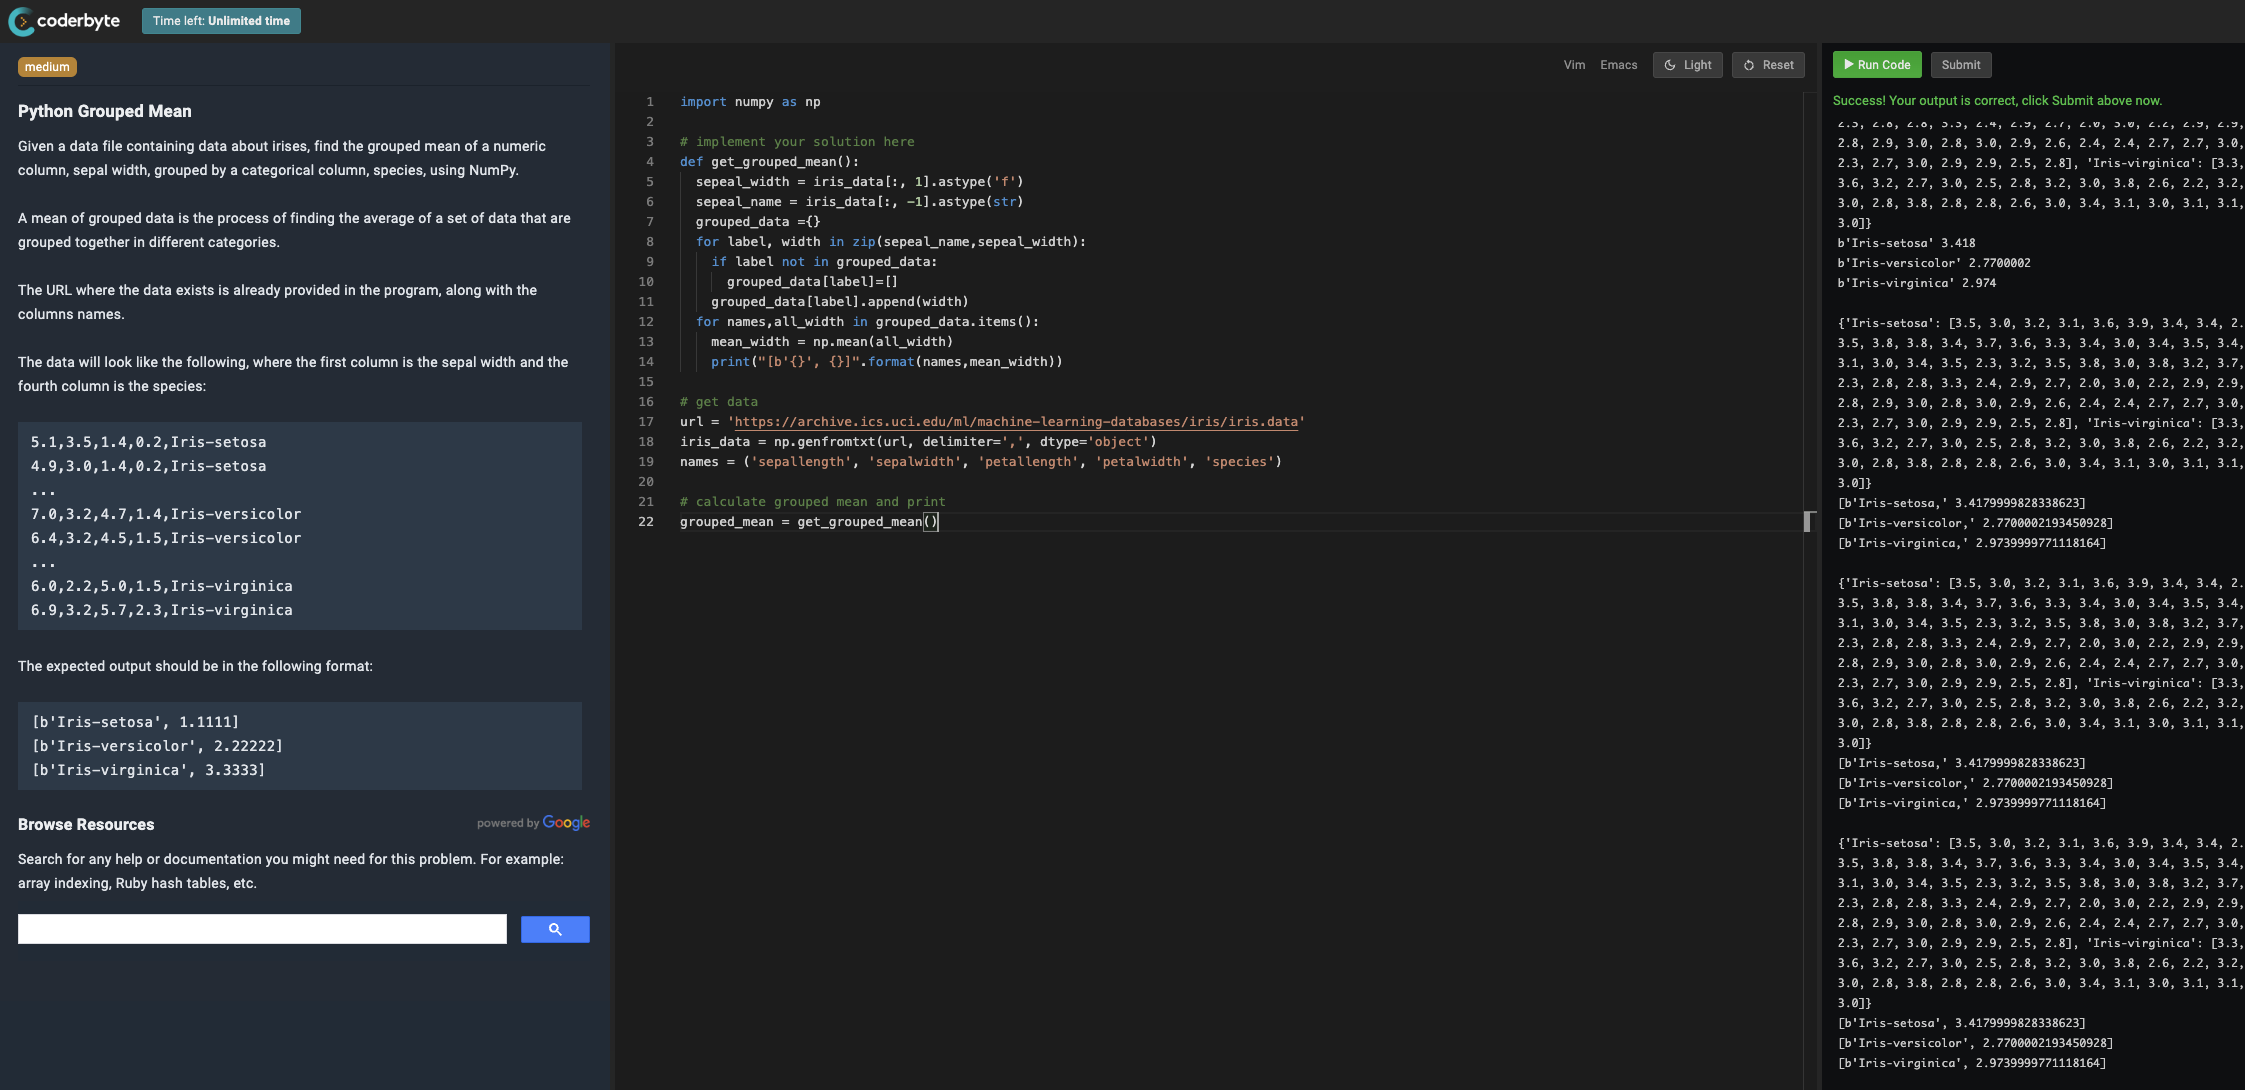 coderbyte
Time left: Unlimited time
medium
Python Grouped Mean
Given a data file containing data about irises, find the grouped mean of a numeric
column, sepal width, grouped by a categorical column, species, using NumPy.
A mean of grouped data is the process of finding the average of a set of data that are
grouped together in different categories.
The URL where the data exists is already provided in the program, along with the
columns names.
The data will look like the following, where the first column is the sepal width and the
fourth column is the species:
5.1,3.5,1.4,0.2,Iris-setosa
4.9,3.0,1.4,0.2,Iris-setosa
...
7.0,3.2,4.7,1.4,Iris-versicolor
6.4,3.2,4.5,1.5,Iris-versicolor
...
6.0,2.2,5.0,1.5,Iris-virginica
6.9,3.2,5.7,2.3,Iris-virginica
The expected output should be in the following format:
[b'Iris-setosa', 1.1111]
[b'Iris-versicolor', 2.22222]
[b'Iris-virginica', 3.3333]
Browse Resources
powered by Google
Search for any help or documentation you might need for this problem. For example:
array indexing, Ruby hash tables, etc.
Vim Emacs Light Reset
1 import numpy as np
2
3 # implement your solution here
4 def get_grouped_mean():
5 sepeal_width = iris_data[:, 1].astype('f')
6 sepeal_name = iris_data[:, -1].astype(str)
7 grouped_data ={}
8 for label, width in zip(sepeal_name,sepeal_width):
9 if label not in grouped_data:
10 grouped_data[label]=[]
11 grouped_data[label].append(width)
12 for names,all_width in grouped_data.items():
13 mean_width = np.mean(all_width)
14 print("[b'{}', {}]".format(names,mean_width))
15
16 # get data
17 url = 'https://archive.ics.uci.edu/ml/machine-learning-databases/iris/iris.data'
18 iris_data = np.genfromtxt(url, delimiter=',', dtype='object')
19 names = ('sepallength', 'sepalwidth', 'petallength', 'petalwidth', 'species')
20
21 # calculate grouped mean and print
22 grouped_mean = get_grouped_mean()
Run Code Submit
Success! Your output is correct, click Submit above now.
2.3, 2.8, 2.8, 3.3, 2.4, 2.9, 2.7, 2.0, 3.0, 2.2, 2.9, 2.9,
2.8, 2.9, 3.0, 2.8, 3.0, 2.9, 2.6, 2.4, 2.4, 2.7, 2.7, 3.0,
2.3, 2.7, 3.0, 2.9, 2.9, 2.5, 2.8], 'Iris-virginica': [3.3,
3.6, 3.2, 2.7, 3.0, 2.5, 2.8, 3.2, 3.0, 3.8, 2.6, 2.2, 3.2,
3.0, 2.8, 3.8, 2.8, 2.8, 2.6, 3.0, 3.4, 3.1, 3.0, 3.1, 3.1,
3.0]}
b'Iris-setosa' 3.418
b'Iris-versicolor' 2.7700002
b'Iris-virginica' 2.974
{'Iris-setosa': [3.5, 3.0, 3.2, 3.1, 3.6, 3.9, 3.4, 3.4, 2.
3.5, 3.8, 3.8, 3.4, 3.7, 3.6, 3.3, 3.4, 3.0, 3.4, 3.5, 3.4,
3.1, 3.0, 3.4, 3.5, 2.3, 3.2, 3.5, 3.8, 3.0, 3.8, 3.2, 3.7,
2.3, 2.8, 2.8, 3.3, 2.4, 2.9, 2.7, 2.0, 3.0, 2.2, 2.9, 2.9,
2.8, 2.9, 3.0, 2.8, 3.0, 2.9, 2.6, 2.4, 2.4, 2.7, 2.7, 3.0,
2.3, 2.7, 3.0, 2.9, 2.9, 2.5, 2.8], 'Iris-virginica': [3.3,
3.6, 3.2, 2.7, 3.0, 2.5, 2.8, 3.2, 3.0, 3.8, 2.6, 2.2, 3.2,
3.0, 2.8, 3.8, 2.8, 2.8, 2.6, 3.0, 3.4, 3.1, 3.0, 3.1, 3.1,
3.0]}
[b'Iris-setosa,' 3.4179999828338623]
[b'Iris-versicolor,' 2.7700002193450928]
[b'Iris-virginica,' 2.9739999771118164]
{'Iris-setosa': [3.5, 3.0, 3.2, 3.1, 3.6, 3.9, 3.4, 3.4, 2.
3.5, 3.8, 3.8, 3.4, 3.7, 3.6, 3.3, 3.4, 3.0, 3.4, 3.5, 3.4,
3.1, 3.0, 3.4, 3.5, 2.3, 3.2, 3.5, 3.8, 3.0, 3.8, 3.2, 3.7,
2.3, 2.8, 2.8, 3.3, 2.4, 2.9, 2.7, 2.0, 3.0, 2.2, 2.9, 2.9,
2.8, 2.9, 3.0, 2.8, 3.0, 2.9, 2.6, 2.4, 2.4, 2.7, 2.7, 3.0,
2.3, 2.7, 3.0, 2.9, 2.9, 2.5, 2.8], 'Iris-virginica': [3.3,
3.6, 3.2, 2.7, 3.0, 2.5, 2.8, 3.2, 3.0, 3.8, 2.6, 2.2, 3.2,
3.0, 2.8, 3.8, 2.8, 2.8, 2.6, 3.0, 3.4, 3.1, 3.0, 3.1, 3.1,
3.0]}
[b'Iris-setosa,' 3.4179999828338623]
[b'Iris-versicolor,' 2.7700002193450928]
[b'Iris-virginica,' 2.9739999771118164]
{'Iris-setosa': [3.5, 3.0, 3.2, 3.1, 3.6, 3.9, 3.4, 3.4, 2.
3.5, 3.8, 3.8, 3.4, 3.7, 3.6, 3.3, 3.4, 3.0, 3.4, 3.5, 3.4,
3.1, 3.0, 3.4, 3.5, 2.3, 3.2, 3.5, 3.8, 3.0, 3.8, 3.2, 3.7,
2.3, 2.8, 2.8, 3.3, 2.4, 2.9, 2.7, 2.0, 3.0, 2.2, 2.9, 2.9,
2.8, 2.9, 3.0, 2.8, 3.0, 2.9, 2.6, 2.4, 2.4, 2.7, 2.7, 3.0,
2.3, 2.7, 3.0, 2.9, 2.9, 2.5, 2.8], 'Iris-virginica': [3.3,
3.6, 3.2, 2.7, 3.0, 2.5, 2.8, 3.2, 3.0, 3.8, 2.6, 2.2, 3.2,
3.0, 2.8, 3.8, 2.8, 2.8, 2.6, 3.0, 3.4, 3.1, 3.0, 3.1, 3.1,
3.0]}
[b'Iris-setosa', 3.4179999828338623]
[b'Iris-versicolor', 2.7700002193450928]
[b'Iris-virginica', 2.9739999771118164]